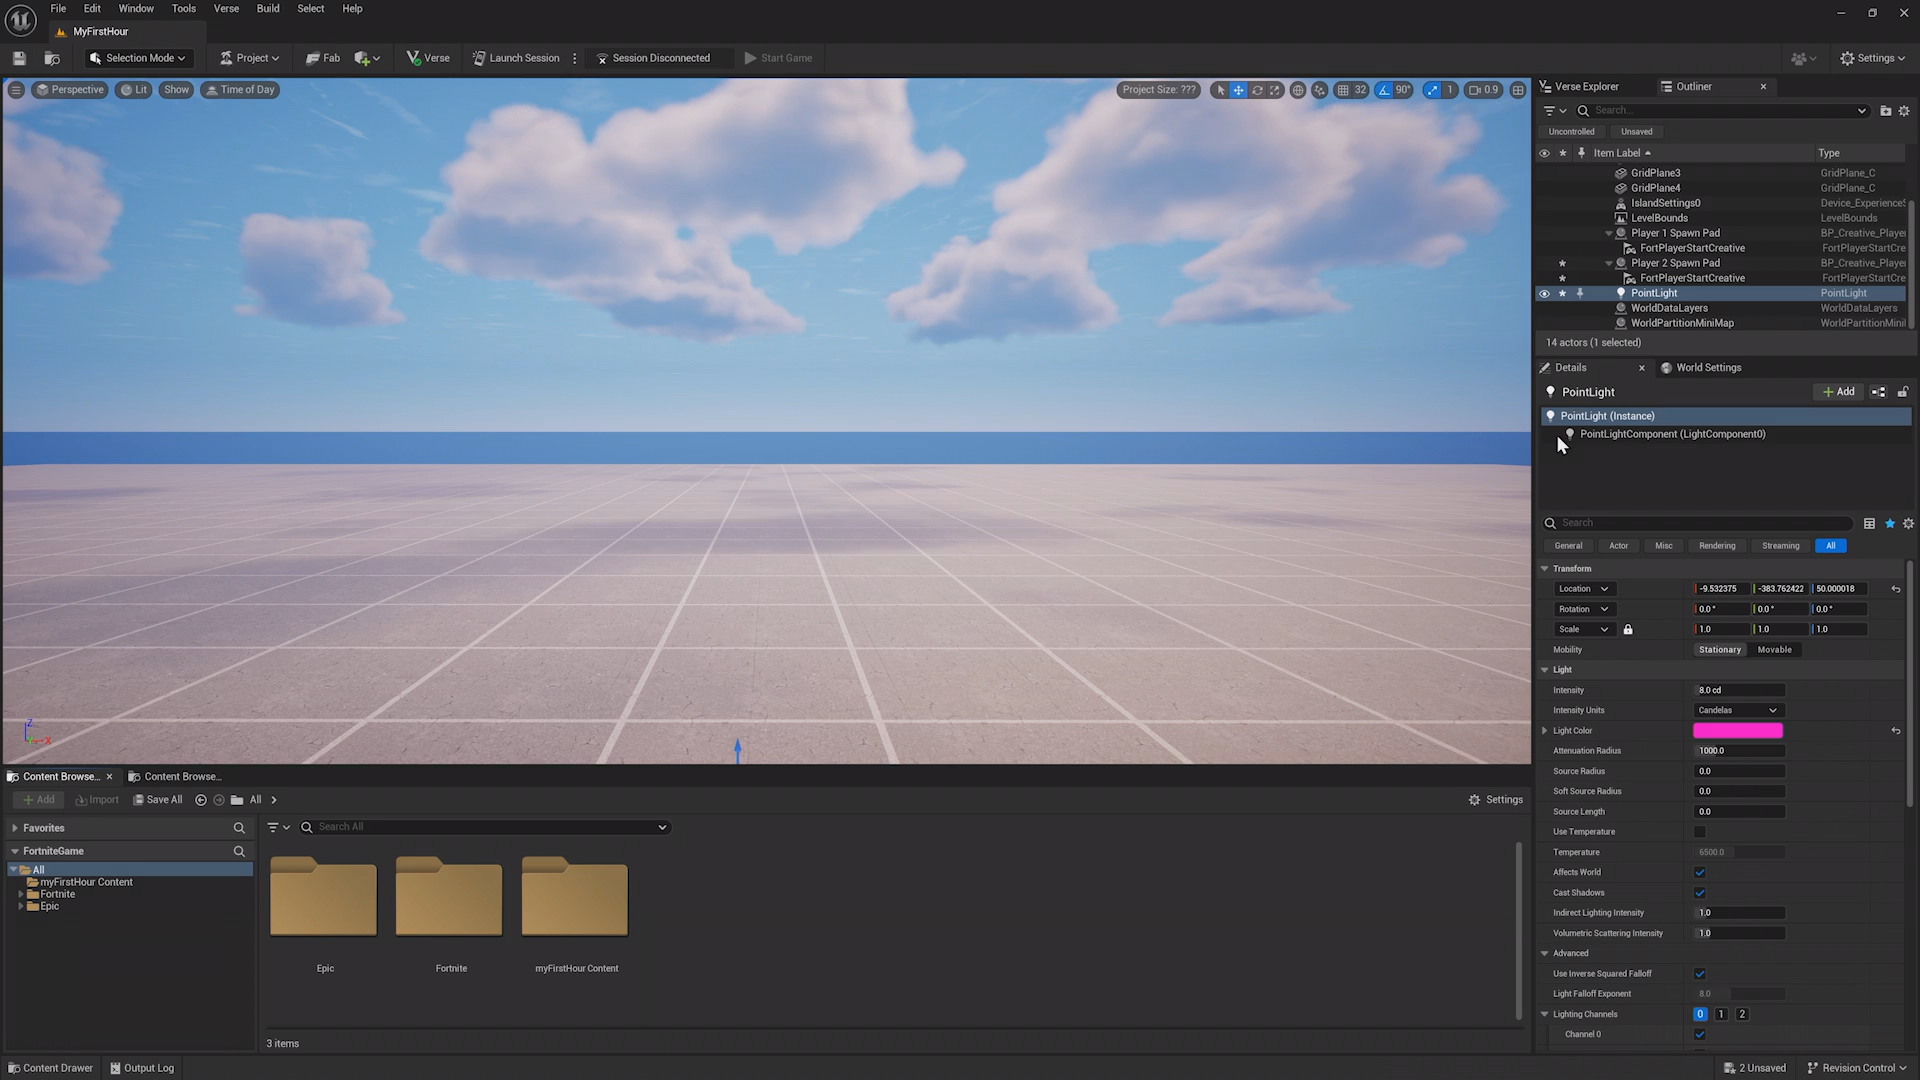 File Edit Window Tools Verse Build Select Help
MyFirstHour
Selection Mode Project Fab Verse Launch Session Session Disconnected Start Game Settings
Perspective Lit Show Time of Day Project Size: ??? 32 90° 1 0.9
Verse Explorer Outliner
Search...
Uncontrolled Unsaved
Item Label Type
GridPlane3 GridPlane_C
GridPlane4 GridPlane_C
IslandSettings0 Device_Experience
LevelBounds LevelBounds
Player 1 Spawn Pad BP_Creative_Player
FortPlayerStartCreative FortPlayerStartCre
Player 2 Spawn Pad BP_Creative_Player
FortPlayerStartCreative FortPlayerStartCre
PointLight PointLight
WorldDataLayers WorldDataLayers
WorldPartitionMiniMap WorldPartitionMini
14 actors (1 selected)
Details World Settings
PointLight Add
PointLight (Instance)
PointLightComponent (LightComponent0)
Search
General Actor Misc Rendering Streaming All
Transform
Location -9.532375 -383.762422 50.000018
Rotation 0.0° 0.0° 0.0°
Scale 1.0 1.0 1.0
Mobility Stationary Movable
Light
Intensity 8.0 cd
Intensity Units Candelas
Light Color
Attenuation Radius 1000.0
Source Radius 0.0
Soft Source Radius 0.0
Source Length 0.0
Use Temperature
Temperature 6500.0
Affects World
Cast Shadows
Indirect Lighting Intensity 1.0
Volumetric Scattering Intensity 1.0
Advanced
Use Inverse Squared Falloff
Light Falloff Exponent 8.0
Lighting Channels 0 1 2
Channel 0
Z
X
Content Browse... Content Browse...
Add Import Save All All Settings
Favorites
Search All
FortniteGame
All
myFirstHour Content
Fortnite
Epic
Epic Fortnite myFirstHour Content
3 items
Content Drawer Output Log 2 Unsaved Revision Control